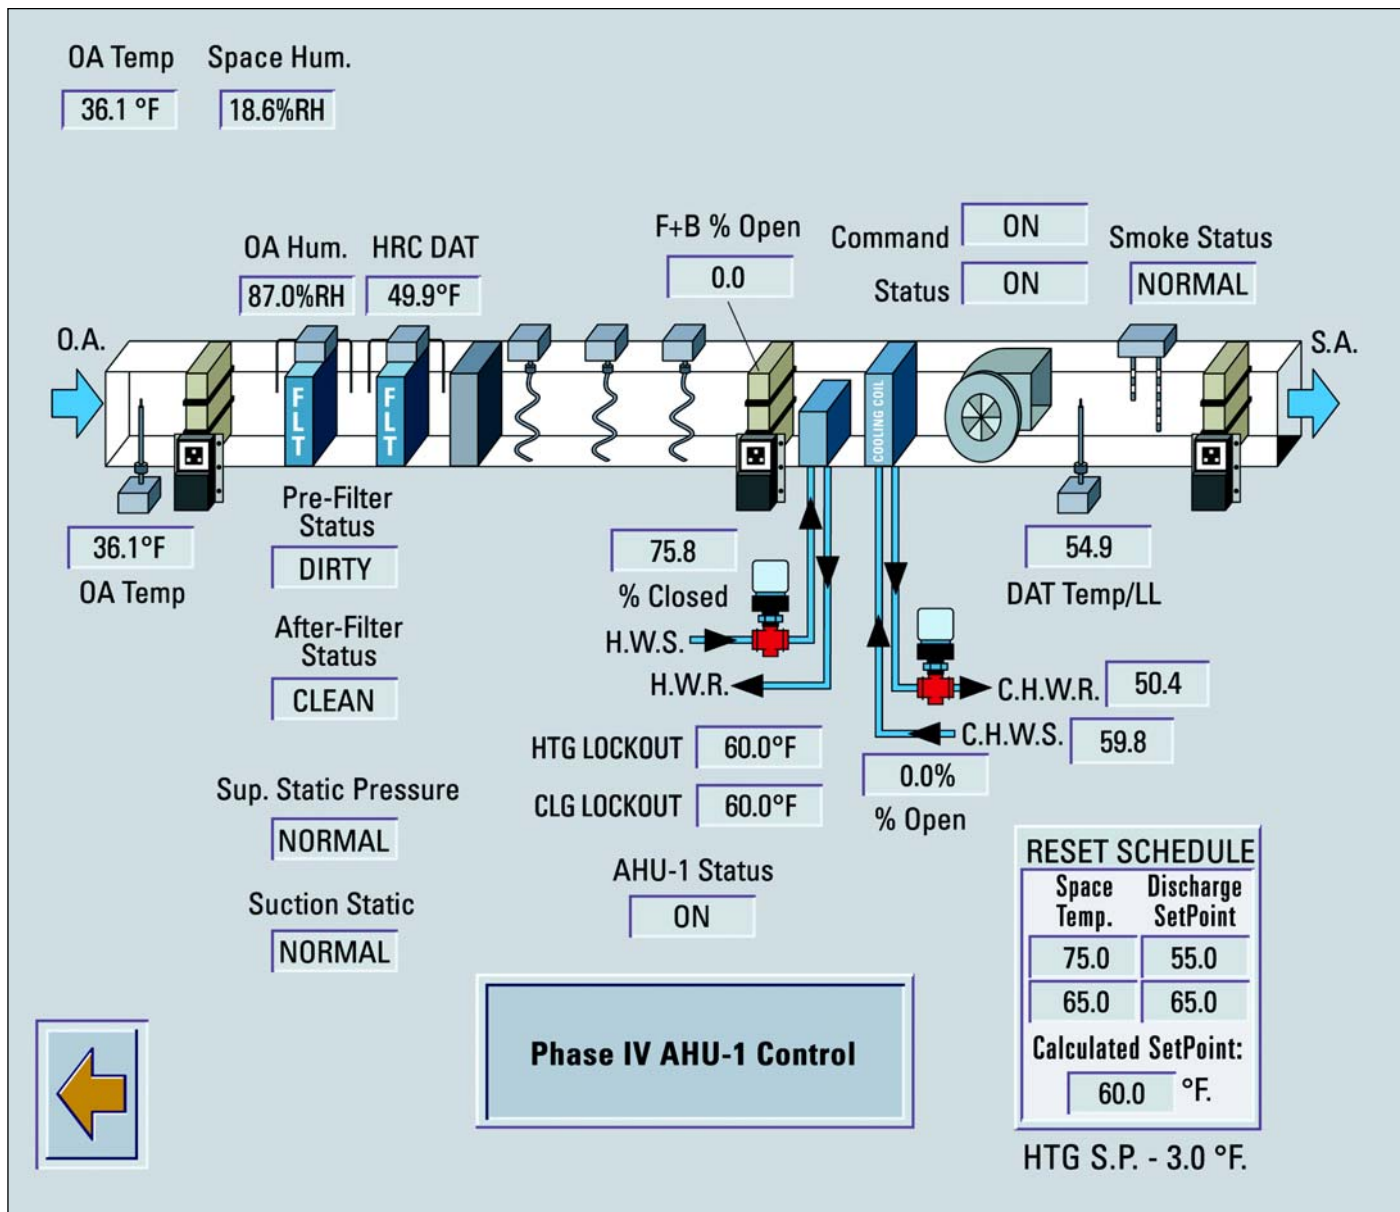 OA Temp
Space Hum.
36.1 °F
18.6%RH
F+B % Open
0.0
Command
ON
Smoke Status
OA Hum.
HRC DAT
87.0%RH
49.9°F
Status
ON
NORMAL
O.A.
S.A.
FLT
FLT
COOLING COIL
Pre-Filter
Status
DIRTY
36.1°F
OA Temp
75.8
% Closed
54.9
DAT Temp/LL
After-Filter
Status
CLEAN
H.W.S.
H.W.R.
C.H.W.R.
50.4
C.H.W.S.
59.8
HTG LOCKOUT
60.0°F
0.0%
% Open
CLG LOCKOUT
60.0°F
Sup. Static Pressure
NORMAL
AHU-1 Status
ON
Suction Static
NORMAL
RESET SCHEDULE
Space
Temp.
Discharge
SetPoint
75.0
55.0
65.0
65.0
Calculated SetPoint:
60.0 °F.
HTG S.P. - 3.0 °F.
Phase IV AHU-1 Control